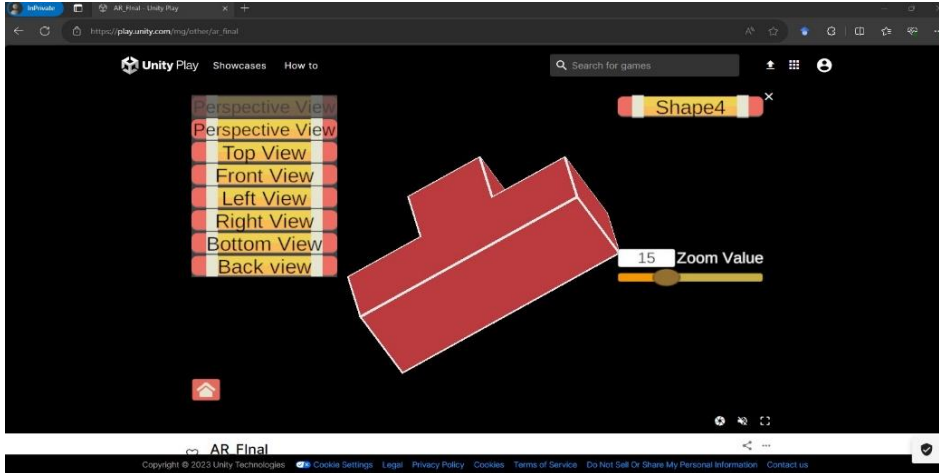 InPrivate
AR_Final - Unity Play
https://play.unity.com/mg/other/ar_final
Unity Play Showcases How to
Search for games
Perspective View
Perspective View
Top View
Front View
Left View
Right View
Bottom View
Back view
Shape4
15 Zoom Value
AR_FInal
Copyright © 2023 Unity Technologies Cookie Settings Legal Privacy Policy Cookies Terms of Service Do Not Sell Or Share My Personal Information Contact us